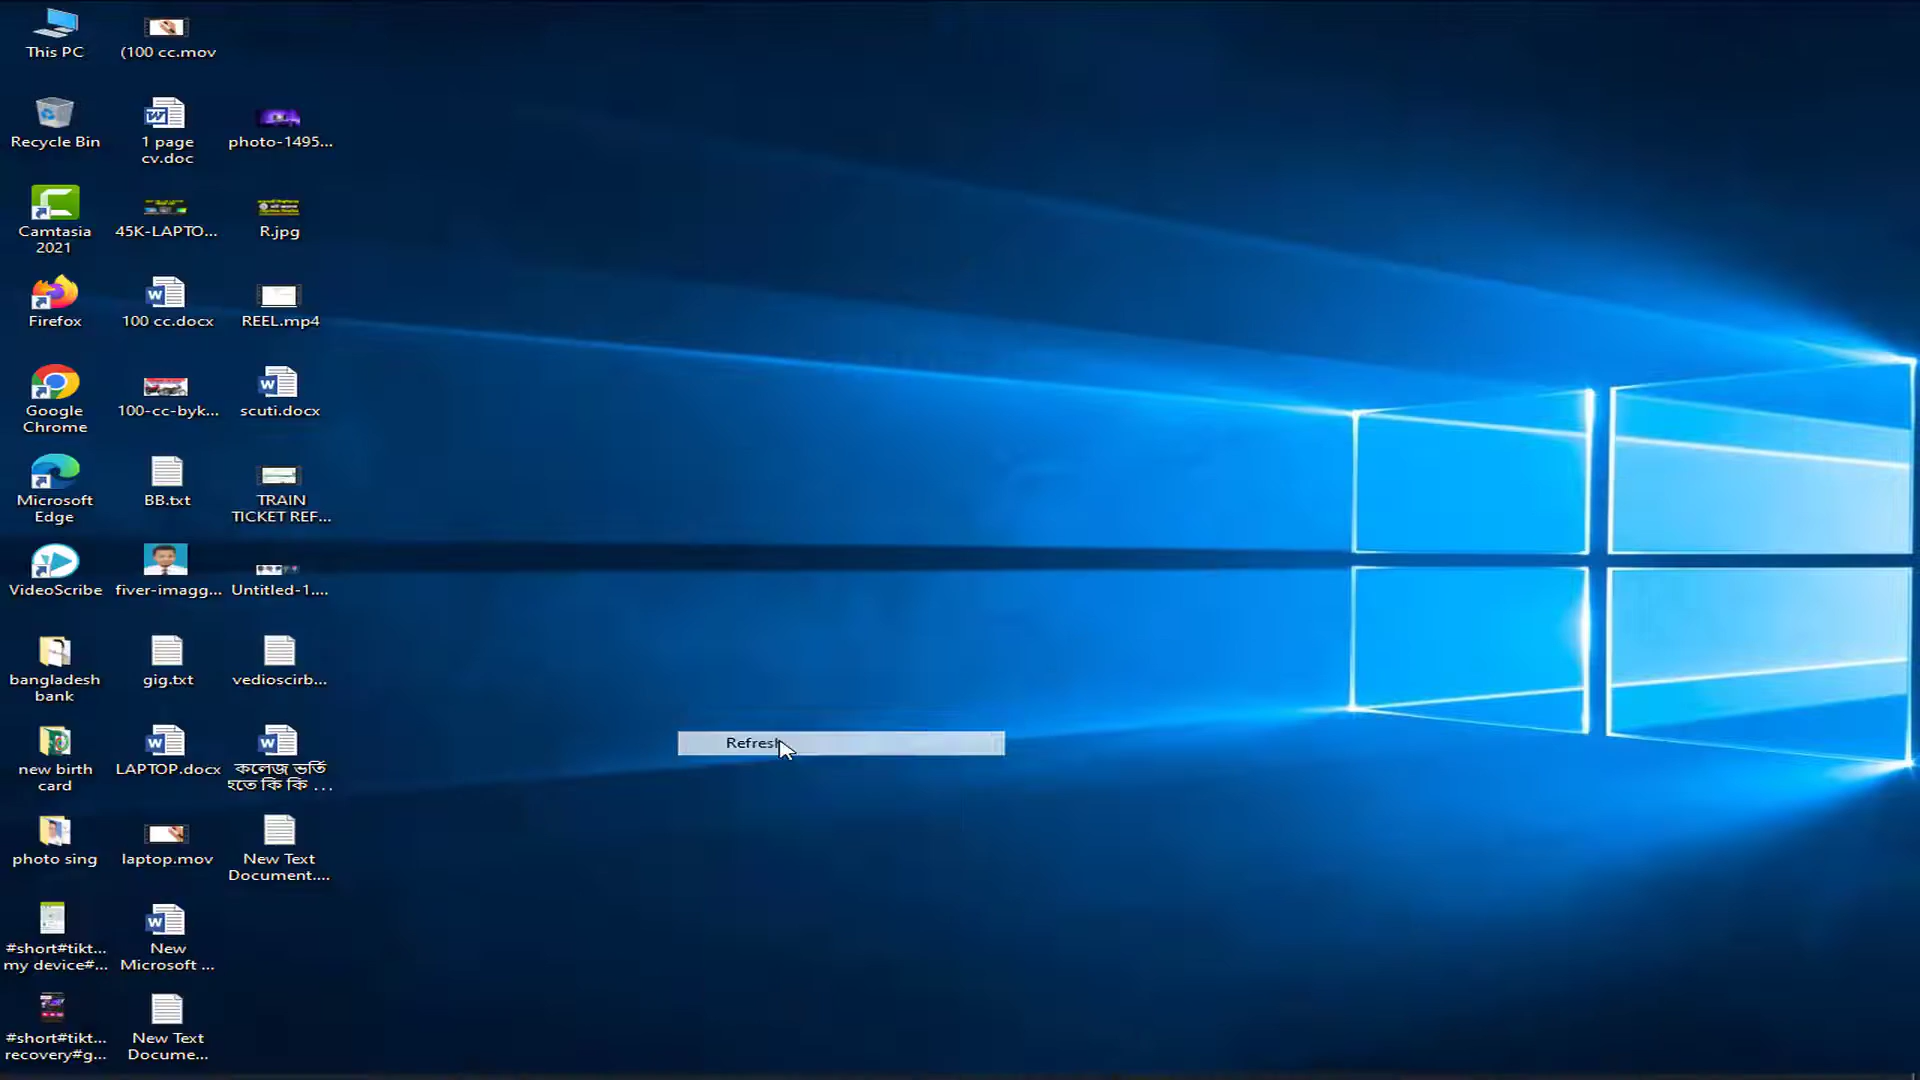 This PC
(100 cc.mov
Recycle Bin
1 page
cv.doc
photo-1495...
Camtasia
2021
45K-LAPTO...
R.jpg
Firefox
100 cc.docx
REEL.mp4
Google
Chrome
100-cc-byk...
scuti.docx
Microsoft
Edge
BB.txt
TRAIN
TICKET REF...
VideoScribe
fiver-imagg...
Untitled-1....
bangladesh
bank
gig.txt
vedioscirb...
new birth
card
LAPTOP.docx
কলেজ ভর্তি
হতে কি কি ...
Refresh
photo sing
laptop.mov
New Text
Document....
#short#tikt...
my device#...
New
Microsoft ...
#short#tikt...
recovery#g...
New Text
Docume...